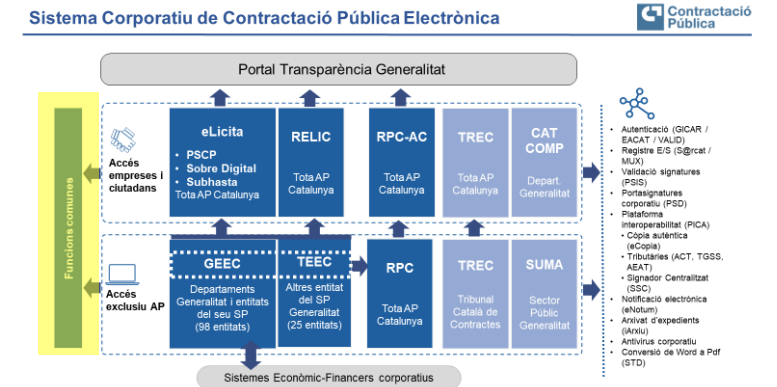 Sistema Corporatiu de Contractació Pública Electrònica
Contractació
Pública
Portal Transparència Generalitat
Funcions comunes
Accés
empreses i
ciutadans
eLicita
• PSCP
• Sobre Digital
• Subhasta
Tota AP Catalunya
RELIC
Tota AP
Catalunya
RPC-AC
Tota AP
Catalunya
TREC
Tota AP
Catalunya
CAT
COMP
Depart.
Generalitat
Accés
exclusiu AP
GEEC
Departaments
Generalitat i entitats
del seu SP
(98 entitats)
TEEC
Altres entitat
del SP
Generalitat
(25 entitats)
RPC
Tota AP
Catalunya
TREC
Tribunal
Català de
Contractes
SUMA
Sector
Públic
Generalitat
Sistemes Econòmic-Financers corporatius
• Autenticació (GICAR /
EACAT / VALID)
• Registre E/S (S@rcat /
MUX)
• Validació signatures
(PSIS)
• Portasignatures
corporatiu (PSD)
• Plataforma
interoperabilitat (PICA)
• Còpia autèntica
(eCopia)
• Tributàries (ACT, TGSS,
AEAT)
• Signador Centralitzat
(SSC)
• Notificació electrònica
(eNotum)
• Arxivat d'expedients
(iArxiu)
• Antivirus corporatiu
• Conversió de Word a Pdf
(STD)